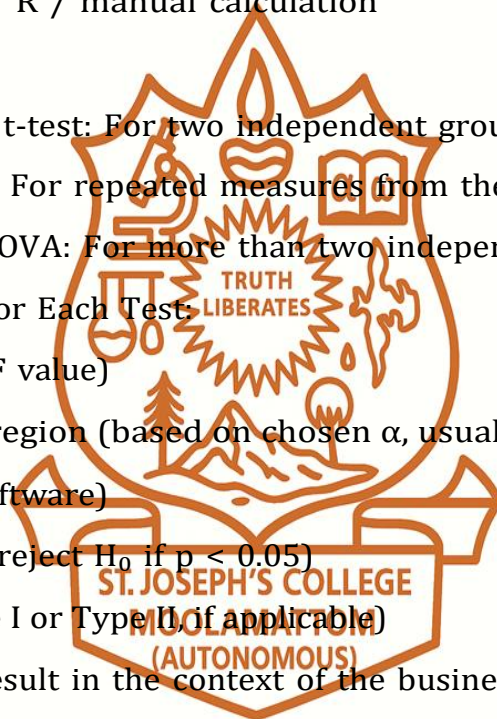 R / manual calculation
t-test: For two independent grou
For repeated measures from the
OVA: For more than two indepen
or Each Test:
TRUTH
LIBERATES
F value)
region (based on chosen α, usual
ftware)
reject H₀ if p < 0.05)
I or Type II, if applicable)
esult in the context of the busine
ST. JOSEPH'S COLLEGE
MOOLAMATTOM
(AUTONOMOUS)